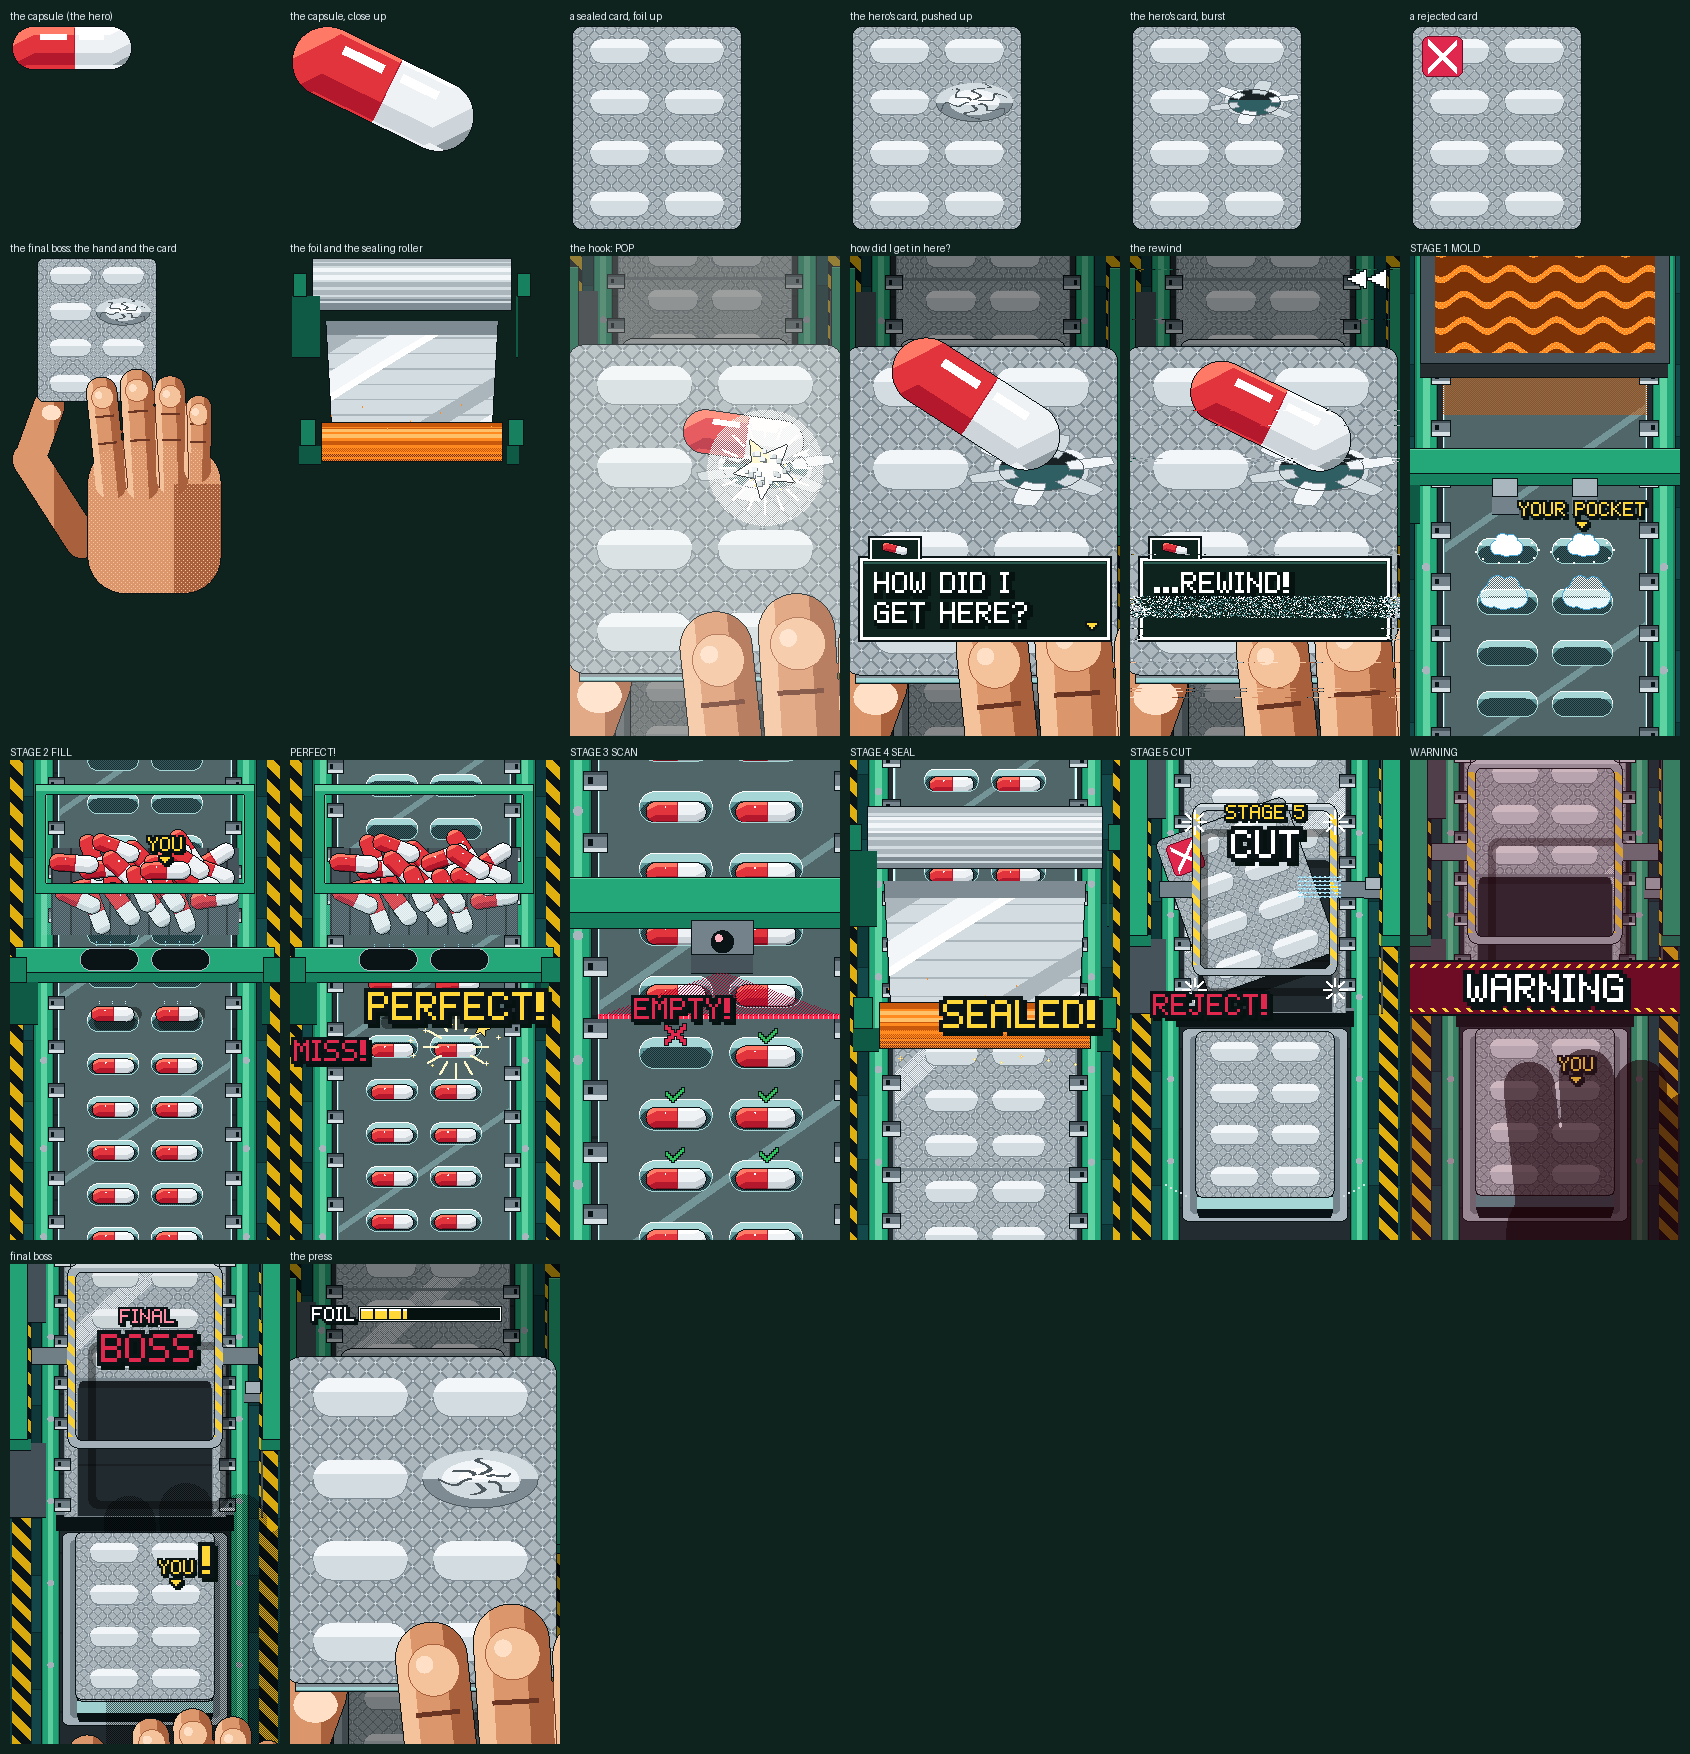 the capsule (the hero)
the capsule, close up
a sealed card, foil up
the hero's card, pushed up
the hero's card, burst
a rejected card
the final boss: the hand and the card
the foil and the sealing roller
the hook: POP
how did I get in here?
the rewind
STAGE 1 MOLD
HOW DID I
GET HERE?
...REWIND!
YOUR POCKET
STAGE 2 FILL
PERFECT!
STAGE 3 SCAN
STAGE 4 SEAL
STAGE 5 CUT
WARNING
YOU
PERFECT!
MISS!
EMPTY!
SEALED!
STAGE 5
CUT
REJECT!
WARNING
YOU
final boss
the press
FINAL
BOSS
YOU!
FOIL